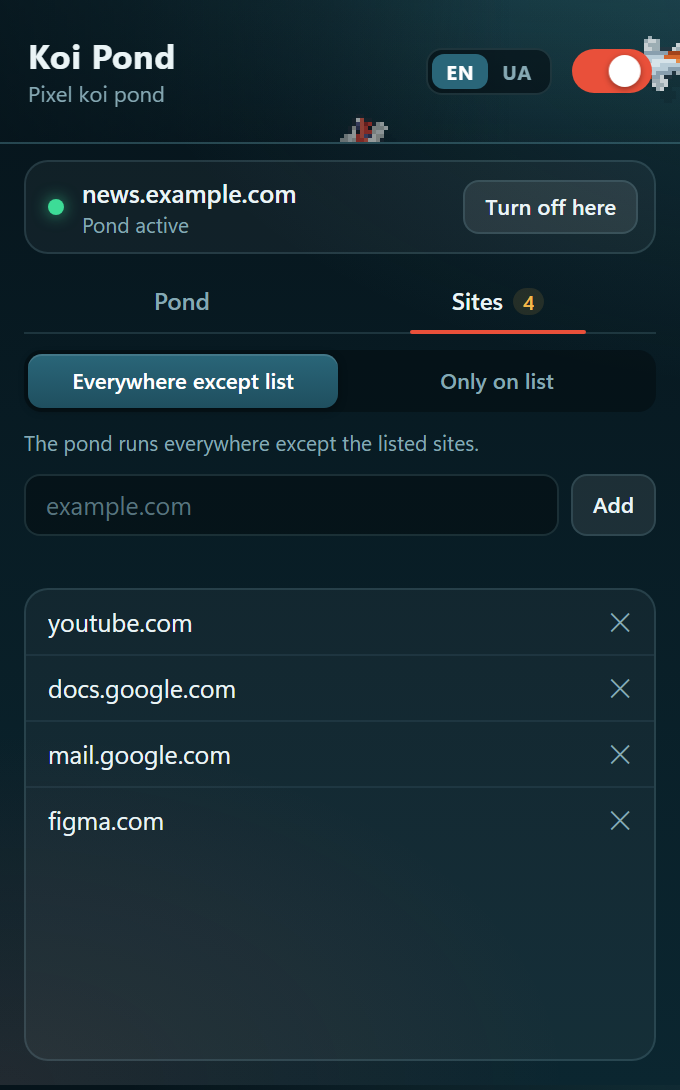 Koi Pond
Pixel koi pond
EN UA
news.example.com
Pond active
Turn off here
Pond
Sites 4
Everywhere except list
Only on list
The pond runs everywhere except the listed sites.
example.com
Add
youtube.com
docs.google.com
mail.google.com
figma.com